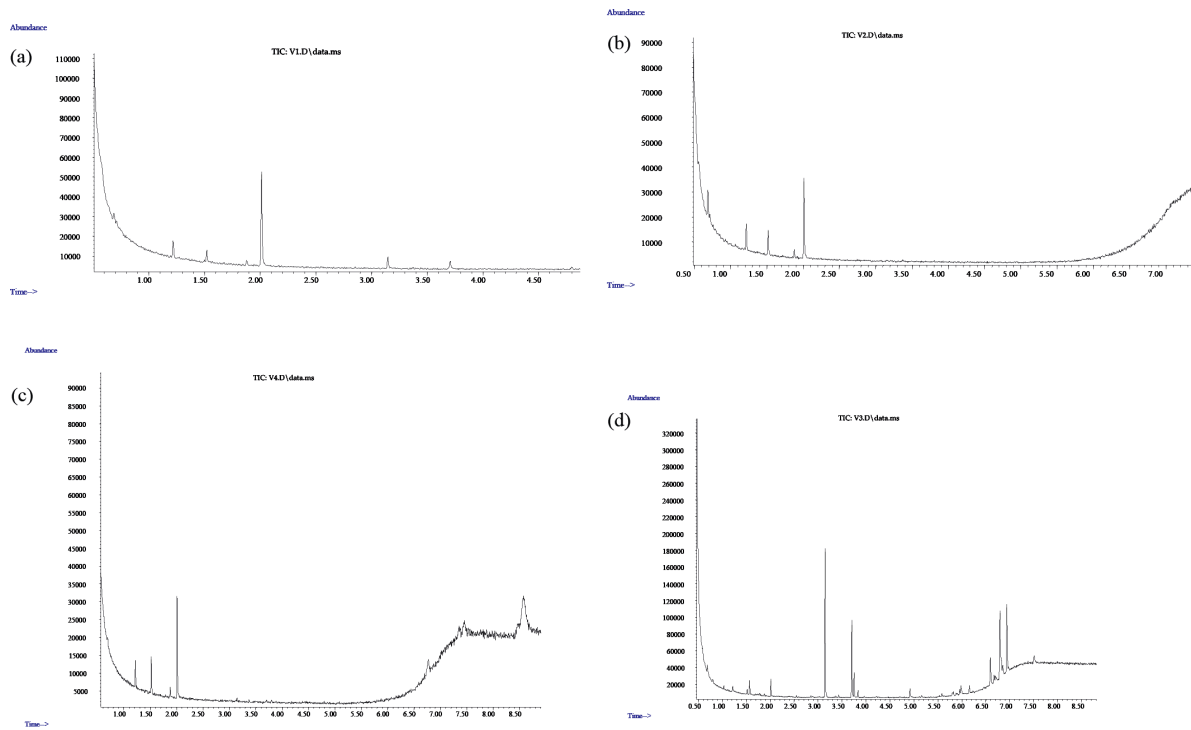 Abundance
(a)
TIC: V1.D\data.ms
110000
100000
90000
80000
70000
60000
50000
40000
30000
20000
10000
1.00 1.50 2.00 2.50 3.00 3.50 4.00 4.50
Time-->
Abundance
(b)
TIC: V2.D\data.ms
90000
80000
70000
60000
50000
40000
30000
20000
10000
0.50 1.00 1.50 2.00 2.50 3.00 3.50 4.00 4.50 5.00 5.50 6.00 6.50 7.00
Time-->
Abundance
(c)
TIC: V4.D\data.ms
90000
85000
80000
75000
70000
65000
60000
55000
50000
45000
40000
35000
30000
25000
20000
15000
10000
5000
1.00 1.50 2.00 2.50 3.00 3.50 4.00 4.50 5.00 5.50 6.00 6.50 7.00 7.50 8.00 8.50
Time-->
Abundance
(d)
TIC: V3.D\data.ms
320000
300000
280000
260000
240000
220000
200000
180000
160000
140000
120000
100000
80000
60000
40000
20000
0.50 1.00 1.50 2.00 2.50 3.00 3.50 4.00 4.50 5.00 5.50 6.00 6.50 7.00 7.50 8.00 8.50
Time-->